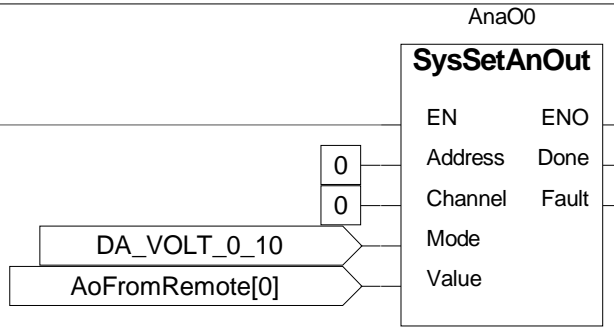 AnaO0
SysSetAnOut
EN ENO
0 Address Done
0 Channel Fault
DA_VOLT_0_10 Mode
AoFromRemote[0] Value